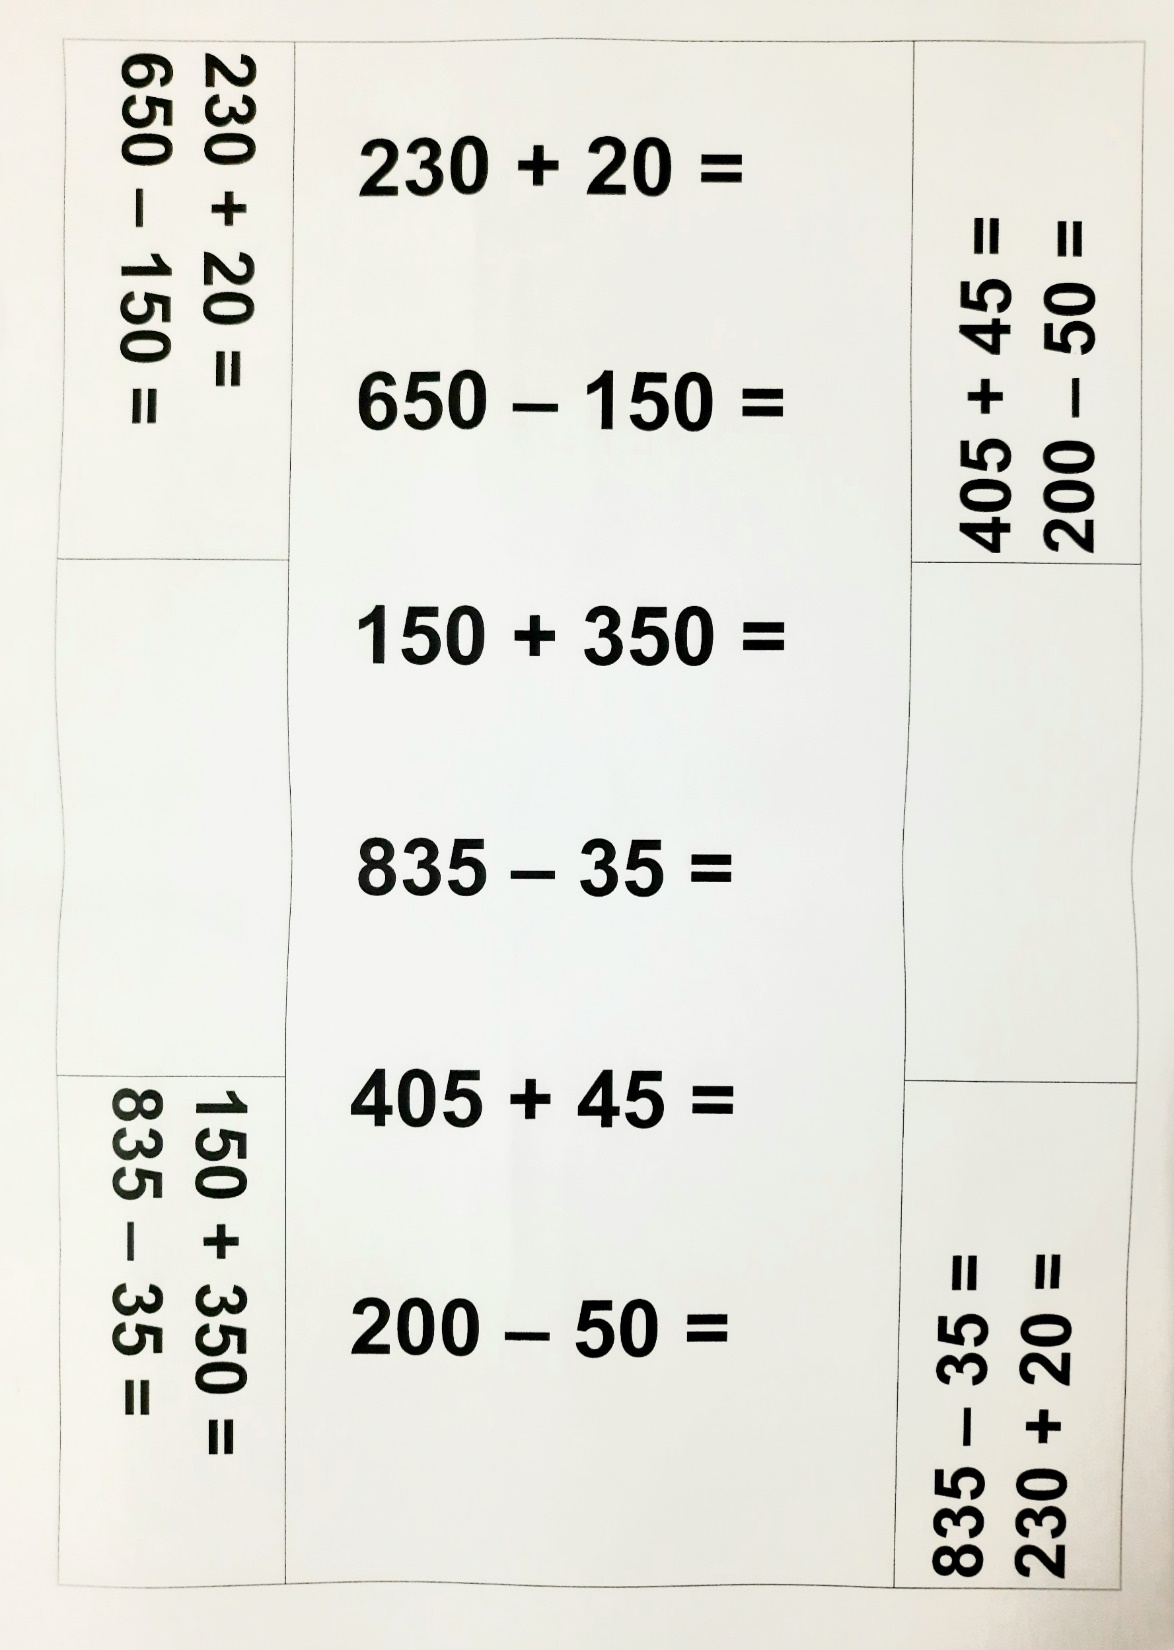 230 + 20 =
650 – 150 =
230 + 20 =
650 – 150 =
150 + 350 =
835 – 35 =
405 + 45 =
200 – 50 =
405 + 45 =
200 – 50 =
150 + 350 =
835 – 35 =
835 – 35 =
230 + 20 =